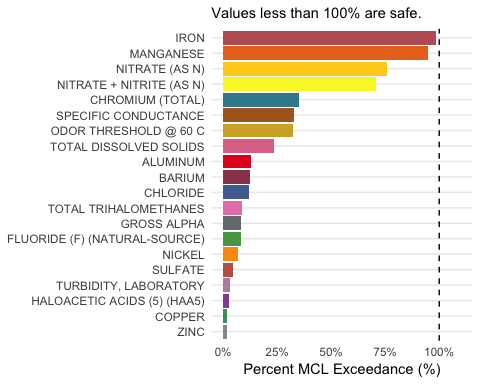 Values less than 100% are safe.
IRON
MANGANESE
NITRATE (AS N)
NITRATE + NITRITE (AS N)
CHROMIUM (TOTAL)
SPECIFIC CONDUCTANCE
ODOR THRESHOLD @ 60 C
TOTAL DISSOLVED SOLIDS
ALUMINUM
BARIUM
CHLORIDE
TOTAL TRIHALOMETHANES
GROSS ALPHA
FLUORIDE (F) (NATURAL-SOURCE)
NICKEL
SULFATE
TURBIDITY, LABORATORY
HALOACETIC ACIDS (5) (HAA5)
COPPER
ZINC
0% 25% 50% 75% 100%
Percent MCL Exceedance (%)